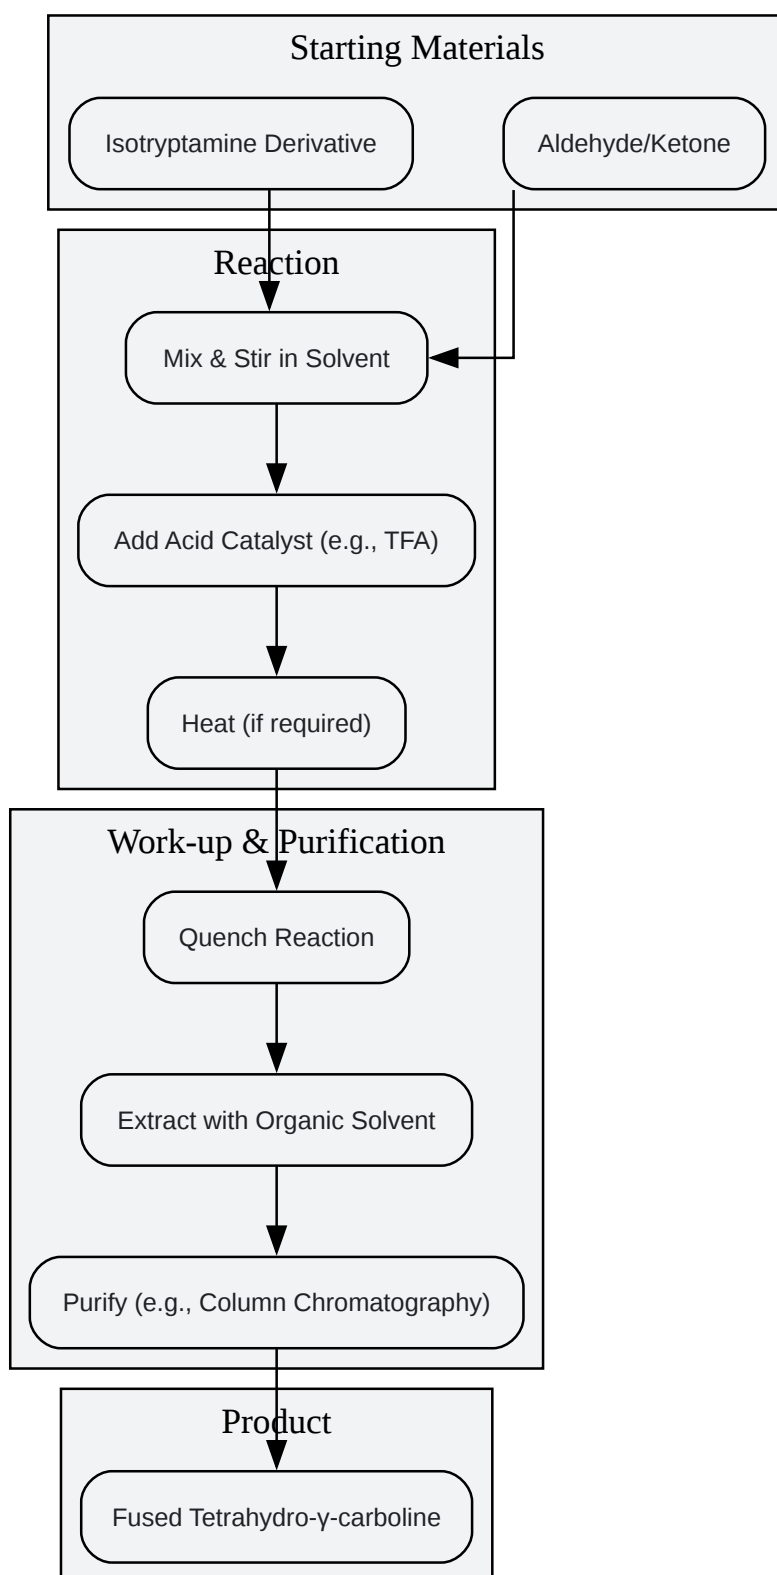 Starting Materials
Isotryptamine Derivative
Aldehyde/Ketone
Reaction
Mix & Stir in Solvent
Add Acid Catalyst (e.g., TFA)
Heat (if required)
Work-up & Purification
Quench Reaction
Extract with Organic Solvent
Purify (e.g., Column Chromatography)
Product
Fused Tetrahydro-γ-carboline